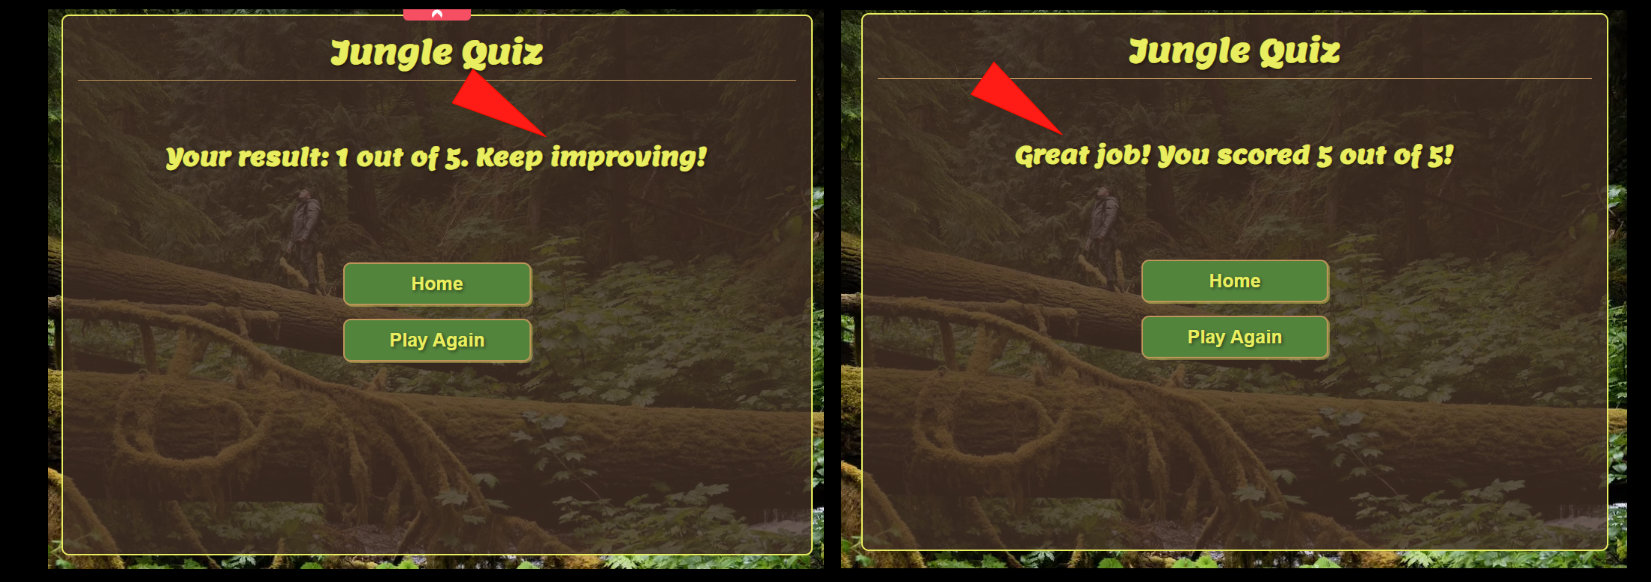 Jungle Quiz
Your result: 1 out of 5. Keep improving!
Home
Play Again
Jungle Quiz
Great job! You scored 5 out of 5!
Home
Play Again